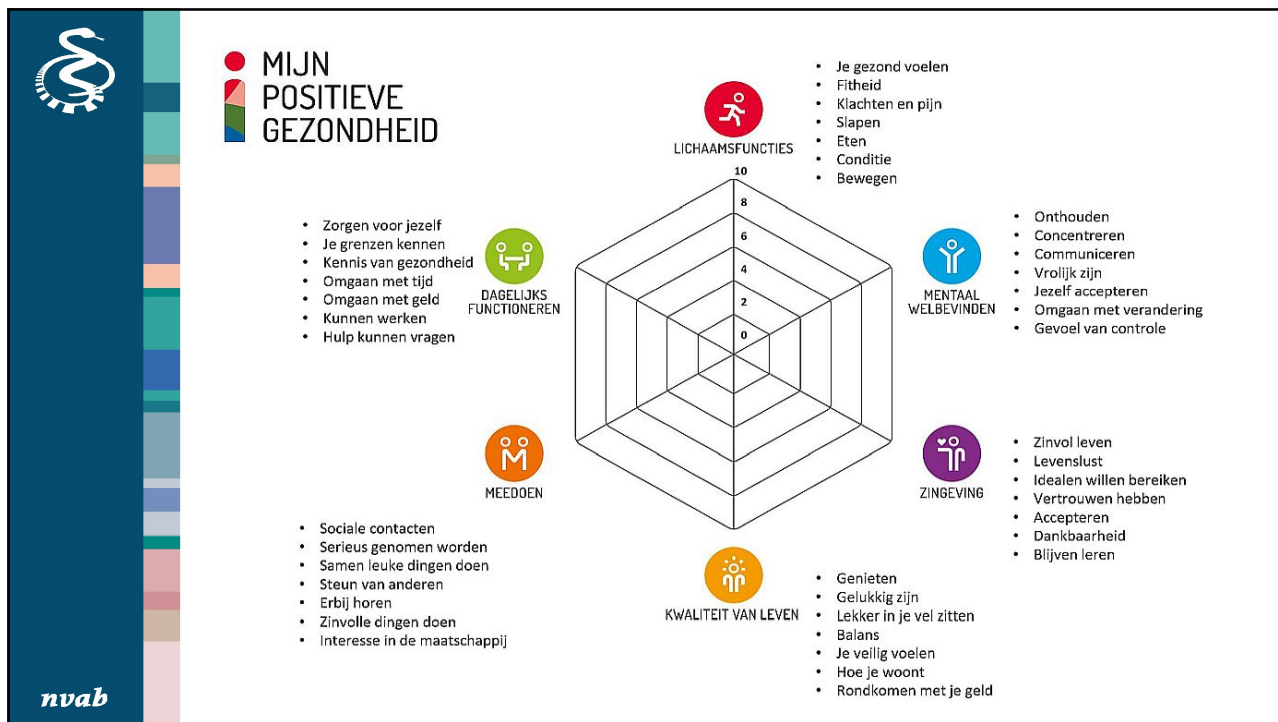 MIJN
POSITIEVE
GEZONDHEID
LICHAAMSFUNCTIES
• Je gezond voelen
• Fitheid
• Klachten en pijn
• Slapen
• Eten
• Conditie
• Bewegen
10
8
6
4
2
0
MENTAAL
WELBEVINDEN
• Onthouden
• Concentreren
• Communiceren
• Vrolijk zijn
• Jezelf accepteren
• Omgaan met verandering
• Gevoel van controle
ZINGEVING
• Zinvol leven
• Levenslust
• Idealen willen bereiken
• Vertrouwen hebben
• Accepteren
• Dankbaarheid
• Blijven leren
KWALITEIT VAN LEVEN
• Genieten
• Gelukkig zijn
• Lekker in je vel zitten
• Balans
• Je veilig voelen
• Hoe je woont
• Rondkomen met je geld
MEEDOEN
• Sociale contacten
• Serieus genomen worden
• Samen leuke dingen doen
• Steun van anderen
• Erbij horen
• Zinvolle dingen doen
• Interesse in de maatschappij
DAGELIJKS
FUNCTIONEREN
• Zorgen voor jezelf
• Je grenzen kennen
• Kennis van gezondheid
• Omgaan met tijd
• Omgaan met geld
• Kunnen werken
• Hulp kunnen vragen
nvab